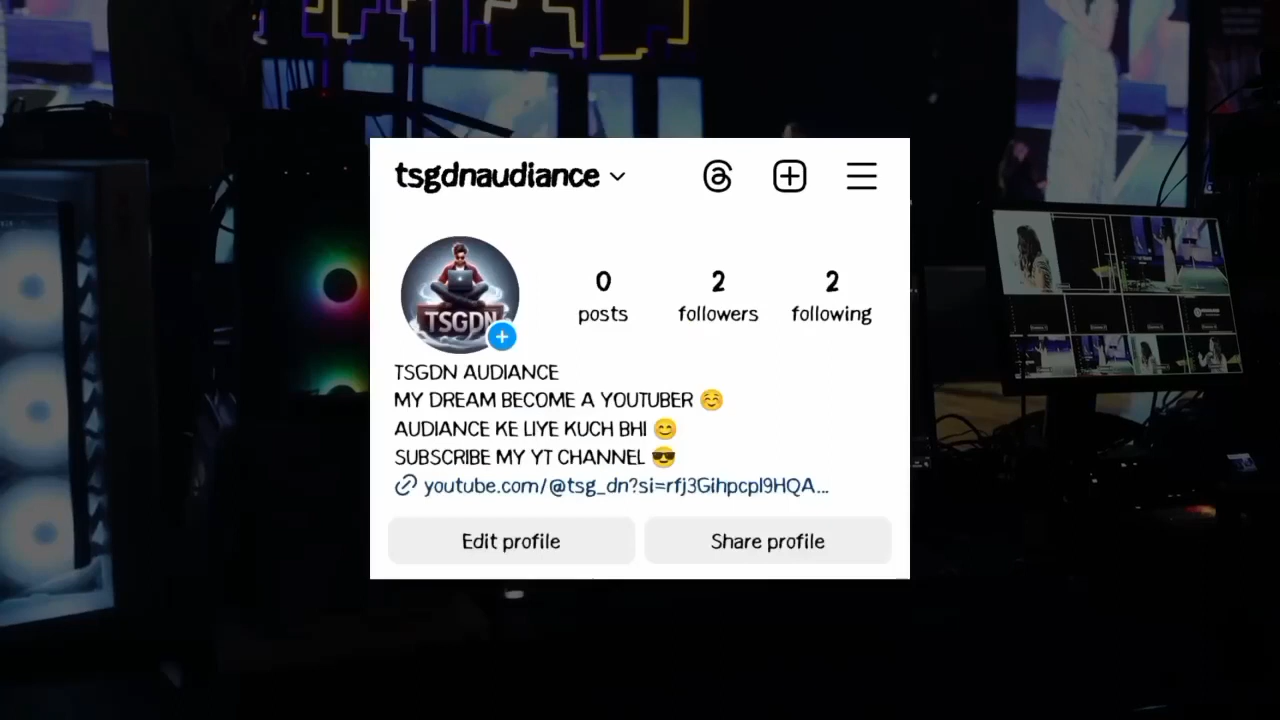 tsgdnaudiance
0 posts
2 followers
2 following
TSGDN
TSGDN AUDIANCE
MY DREAM BECOME A YOUTUBER ☺️
AUDIANCE KE LIYE KUCH BHI 😊
SUBSCRIBE MY YT CHANNEL 😎
youtube.com/@tsg_dn?si=rfj3Gihpcpl9HQA...
Edit profile
Share profile